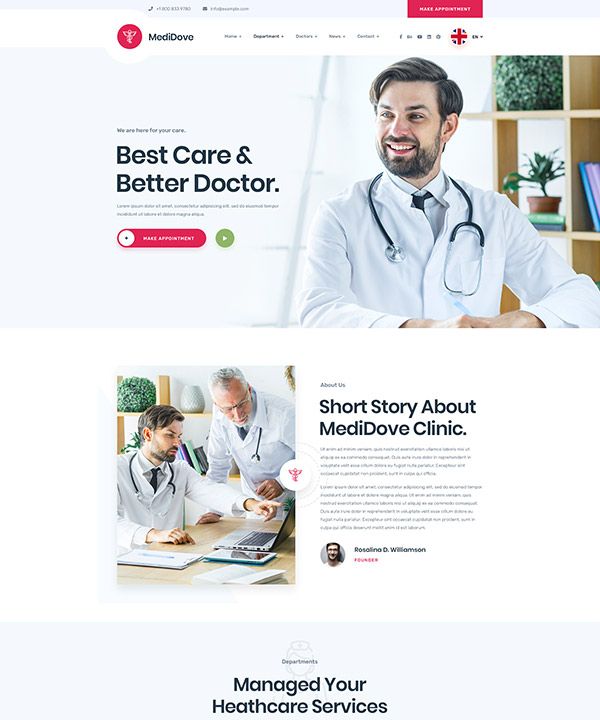 +1 800 833 9780
info@example.com
MAKE APPOINTMENT
MediDove
Home +
Department +
Doctors +
News +
Contact +
Bē
EN
We are here for your care.
Best Care &
Better Doctor.
Lorem ipsum dolor sit amet, consectetur adipisicing elit, sed do eiusmod tempor
incididunt ut labore et dolore magna aliqua.
+ MAKE APPOINTMENT
About Us
Short Story About
MediDove Clinic.
Ut enim ad minim veniam, quis nostrud exercitation ullamco laboris nisi ut
aliquip ex ea commodo consequat. Duis aute irure dolor in reprehenderit in
voluptate velit esse cillum dolore eu fugiat nulla pariatur. Excepteur sint
cupidatat non proident.
Lorem ipsum dolor sit amet, consectetur adipisicing elit, sed do eiusmod tempor
incididunt ut labore et dolore magna aliqua. Ut enim ad minim veniam, quis
nostrud exercitation ullamco laboris nisi ut aliquip ex ea commodo consequat.
Duis aute irure dolor in reprehenderit in voluptate velit esse cillum dolore eu
fugiat nulla pariatur. Excepteur sint occaecat cupidatat non proident, sunt in
culpa qui officia deserunt mollit anim id est laborum.
Rosalina D. Williamson
FOUNDER
Departments
Managed Your
Heathcare Services